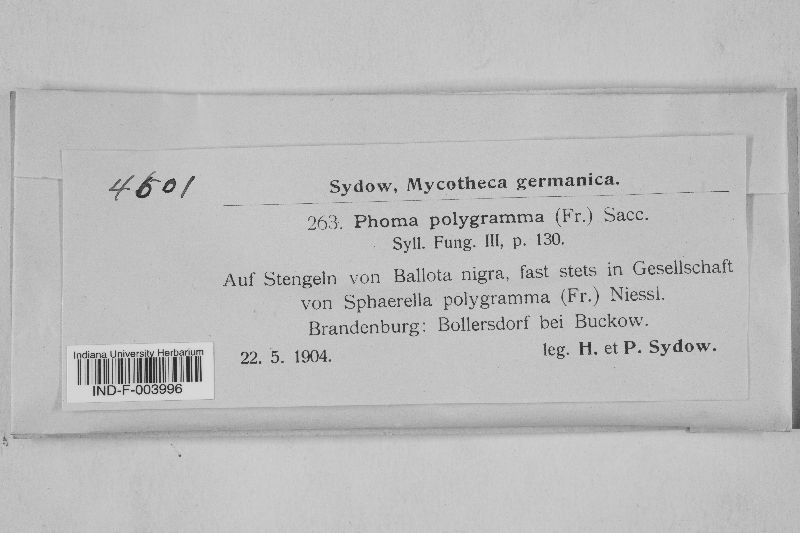 4601
Sydow, Mycotheca germanica.
263. Phoma polygramma (Fr.) Sacc.
Syll. Fung. III, p. 130.
Auf Stengeln von Ballota nigra, fast stets in Gesellschaft
von Sphaerella polygramma (Fr.) Niessl.
Brandenburg: Bollersdorf bei Buckow.
22. 5. 1904. leg. H. et P. Sydow.
Indiana University Herbarium
IND-F-003996